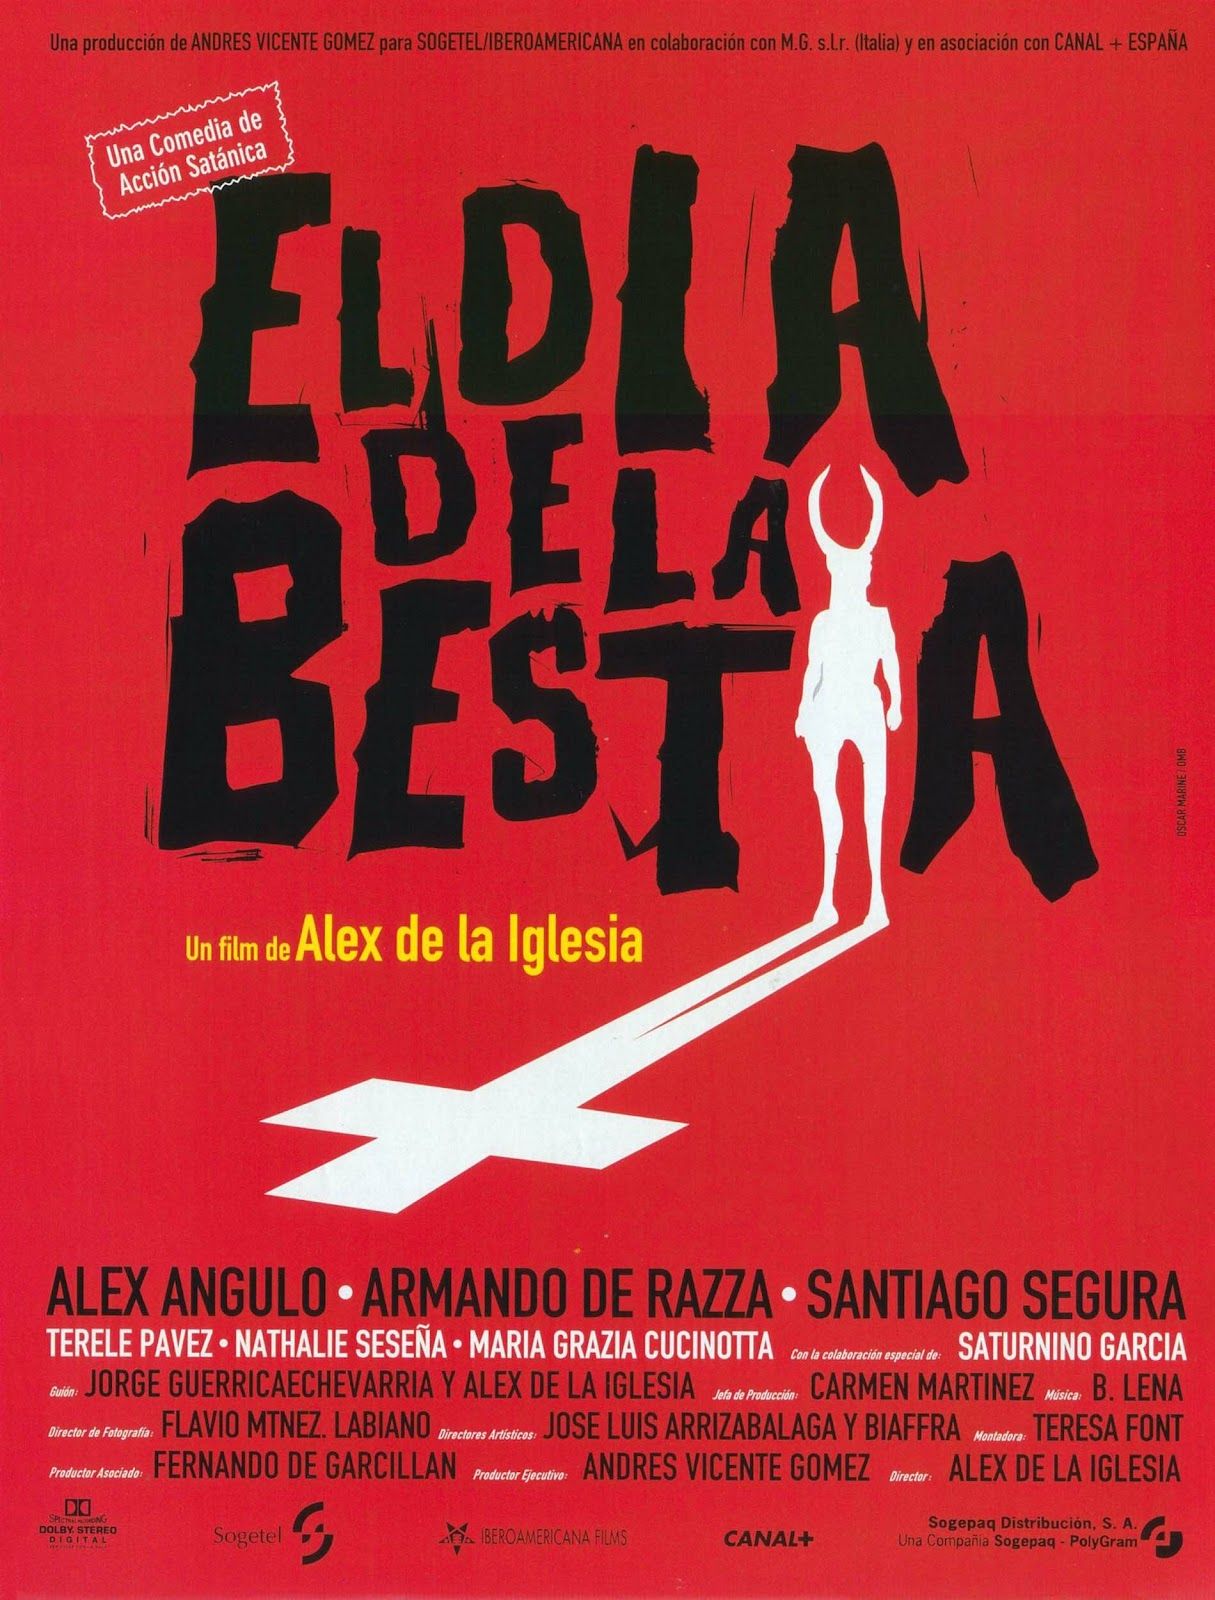 Una producción de ANDRES VICENTE GOMEZ para SOGETEL/IBEROAMERICANA en colaboración con M.G. s.l.r. (Italia) y en asociación con CANAL + ESPAÑA
Una Comedia de
Acción Satánica
EL DIA
DE LA
BESTIA
OSCAR MARINE / OMB
Un film de Alex de la Iglesia
ALEX ANGULO • ARMANDO DE RAZZA • SANTIAGO SEGURA
TERELE PAVEZ • NATHALIE SESEÑA • MARIA GRAZIA CUCINOTTA Con la colaboración especial de: SATURNINO GARCIA
Guión: JORGE GUERRICAECHEVARRIA Y ALEX DE LA IGLESIA Jefa de Producción: CARMEN MARTINEZ Música: B. LENA
Director de Fotografía: FLAVIO MTNEZ. LABIANO Directores Artísticos: JOSE LUIS ARRIZABALAGA Y BIAFFRA Montadora: TERESA FONT
Productor Asociado: FERNANDO DE GARCILLAN Productor Ejecutivo: ANDRES VICENTE GOMEZ Director: ALEX DE LA IGLESIA
SPECTRAL RECORDING
DOLBY STEREO
DIGITAL
Sogetel
IBEROAMERICANA FILMS
CANAL+
Sogepaq Distribución, S. A.
Una Compañía Sogepaq - PolyGram